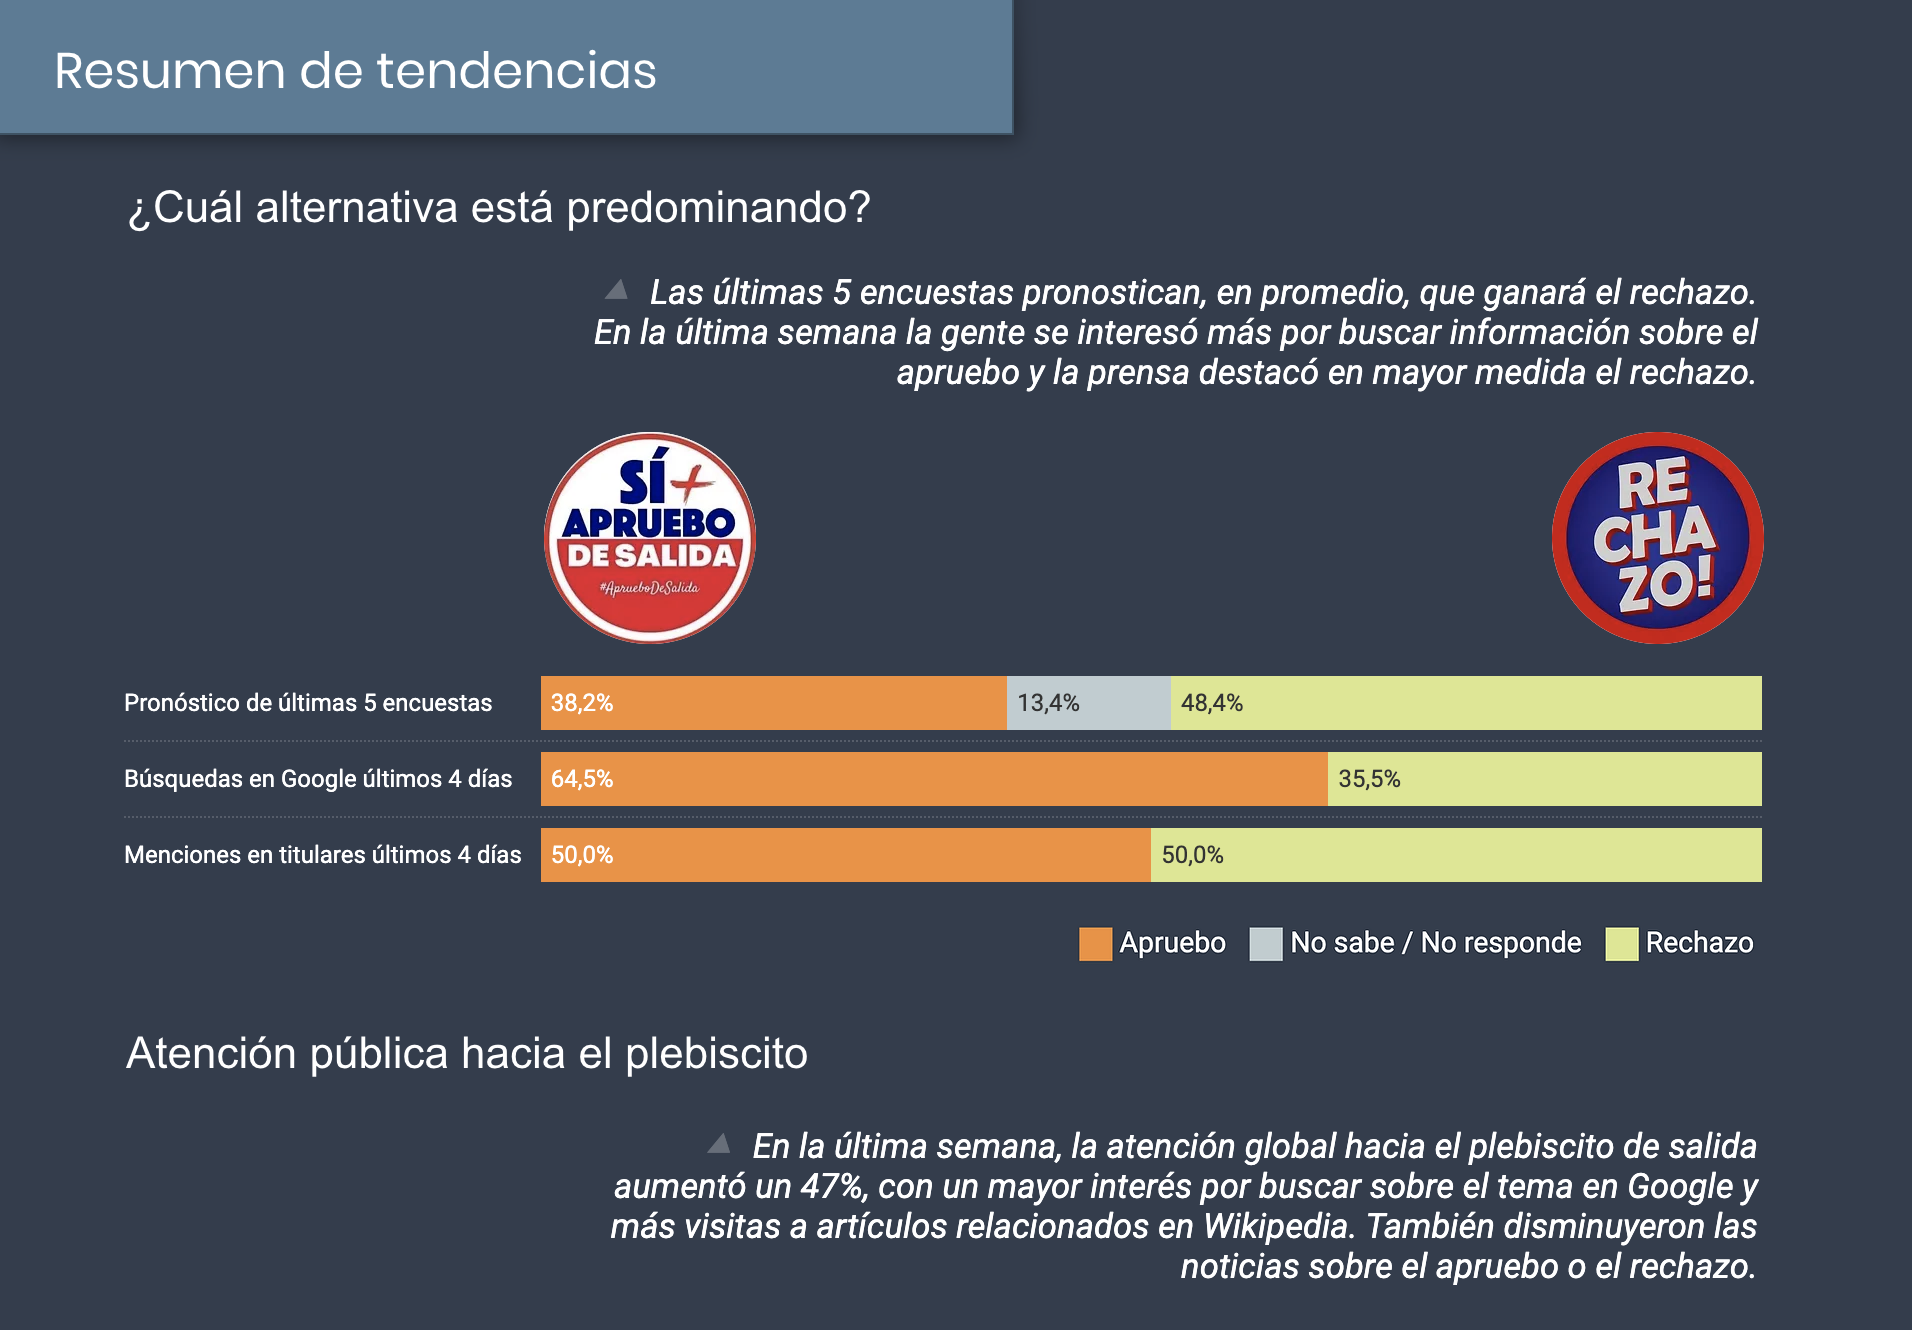 Resumen de tendencias
¿Cuál alternativa está predominando?
Las últimas 5 encuestas pronostican, en promedio, que ganará el rechazo.
En la última semana la gente se interesó más por buscar información sobre el
apruebo y la prensa destacó en mayor medida el rechazo.
SÍ+
APRUEBO
DE SALIDA
#AprueboDeSalida
RE
CHA
ZO!
Pronóstico de últimas 5 encuestas 38,2% 13,4% 48,4%
Búsquedas en Google últimos 4 días 64,5% 35,5%
Menciones en titulares últimos 4 días 50,0% 50,0%
Apruebo No sabe / No responde Rechazo
Atención pública hacia el plebiscito
En la última semana, la atención global hacia el plebiscito de salida
aumentó un 47%, con un mayor interés por buscar sobre el tema en Google y
más visitas a artículos relacionados en Wikipedia. También disminuyeron las
noticias sobre el apruebo o el rechazo.